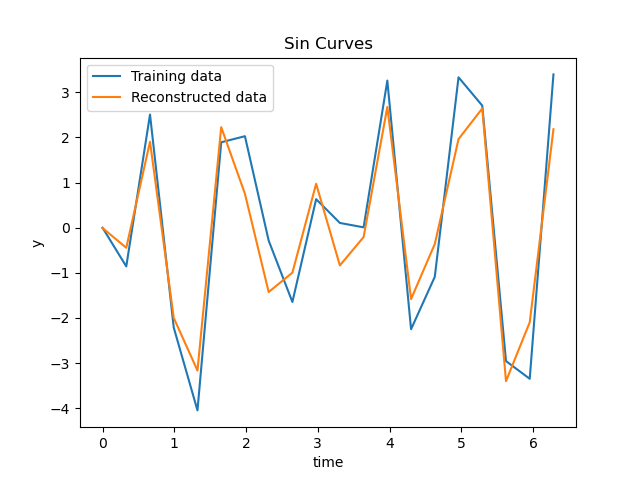 Sin Curves
Training data
Reconstructed data
3
2
1
0
−1
−2
−3
−4
y
0 1 2 3 4 5 6
time